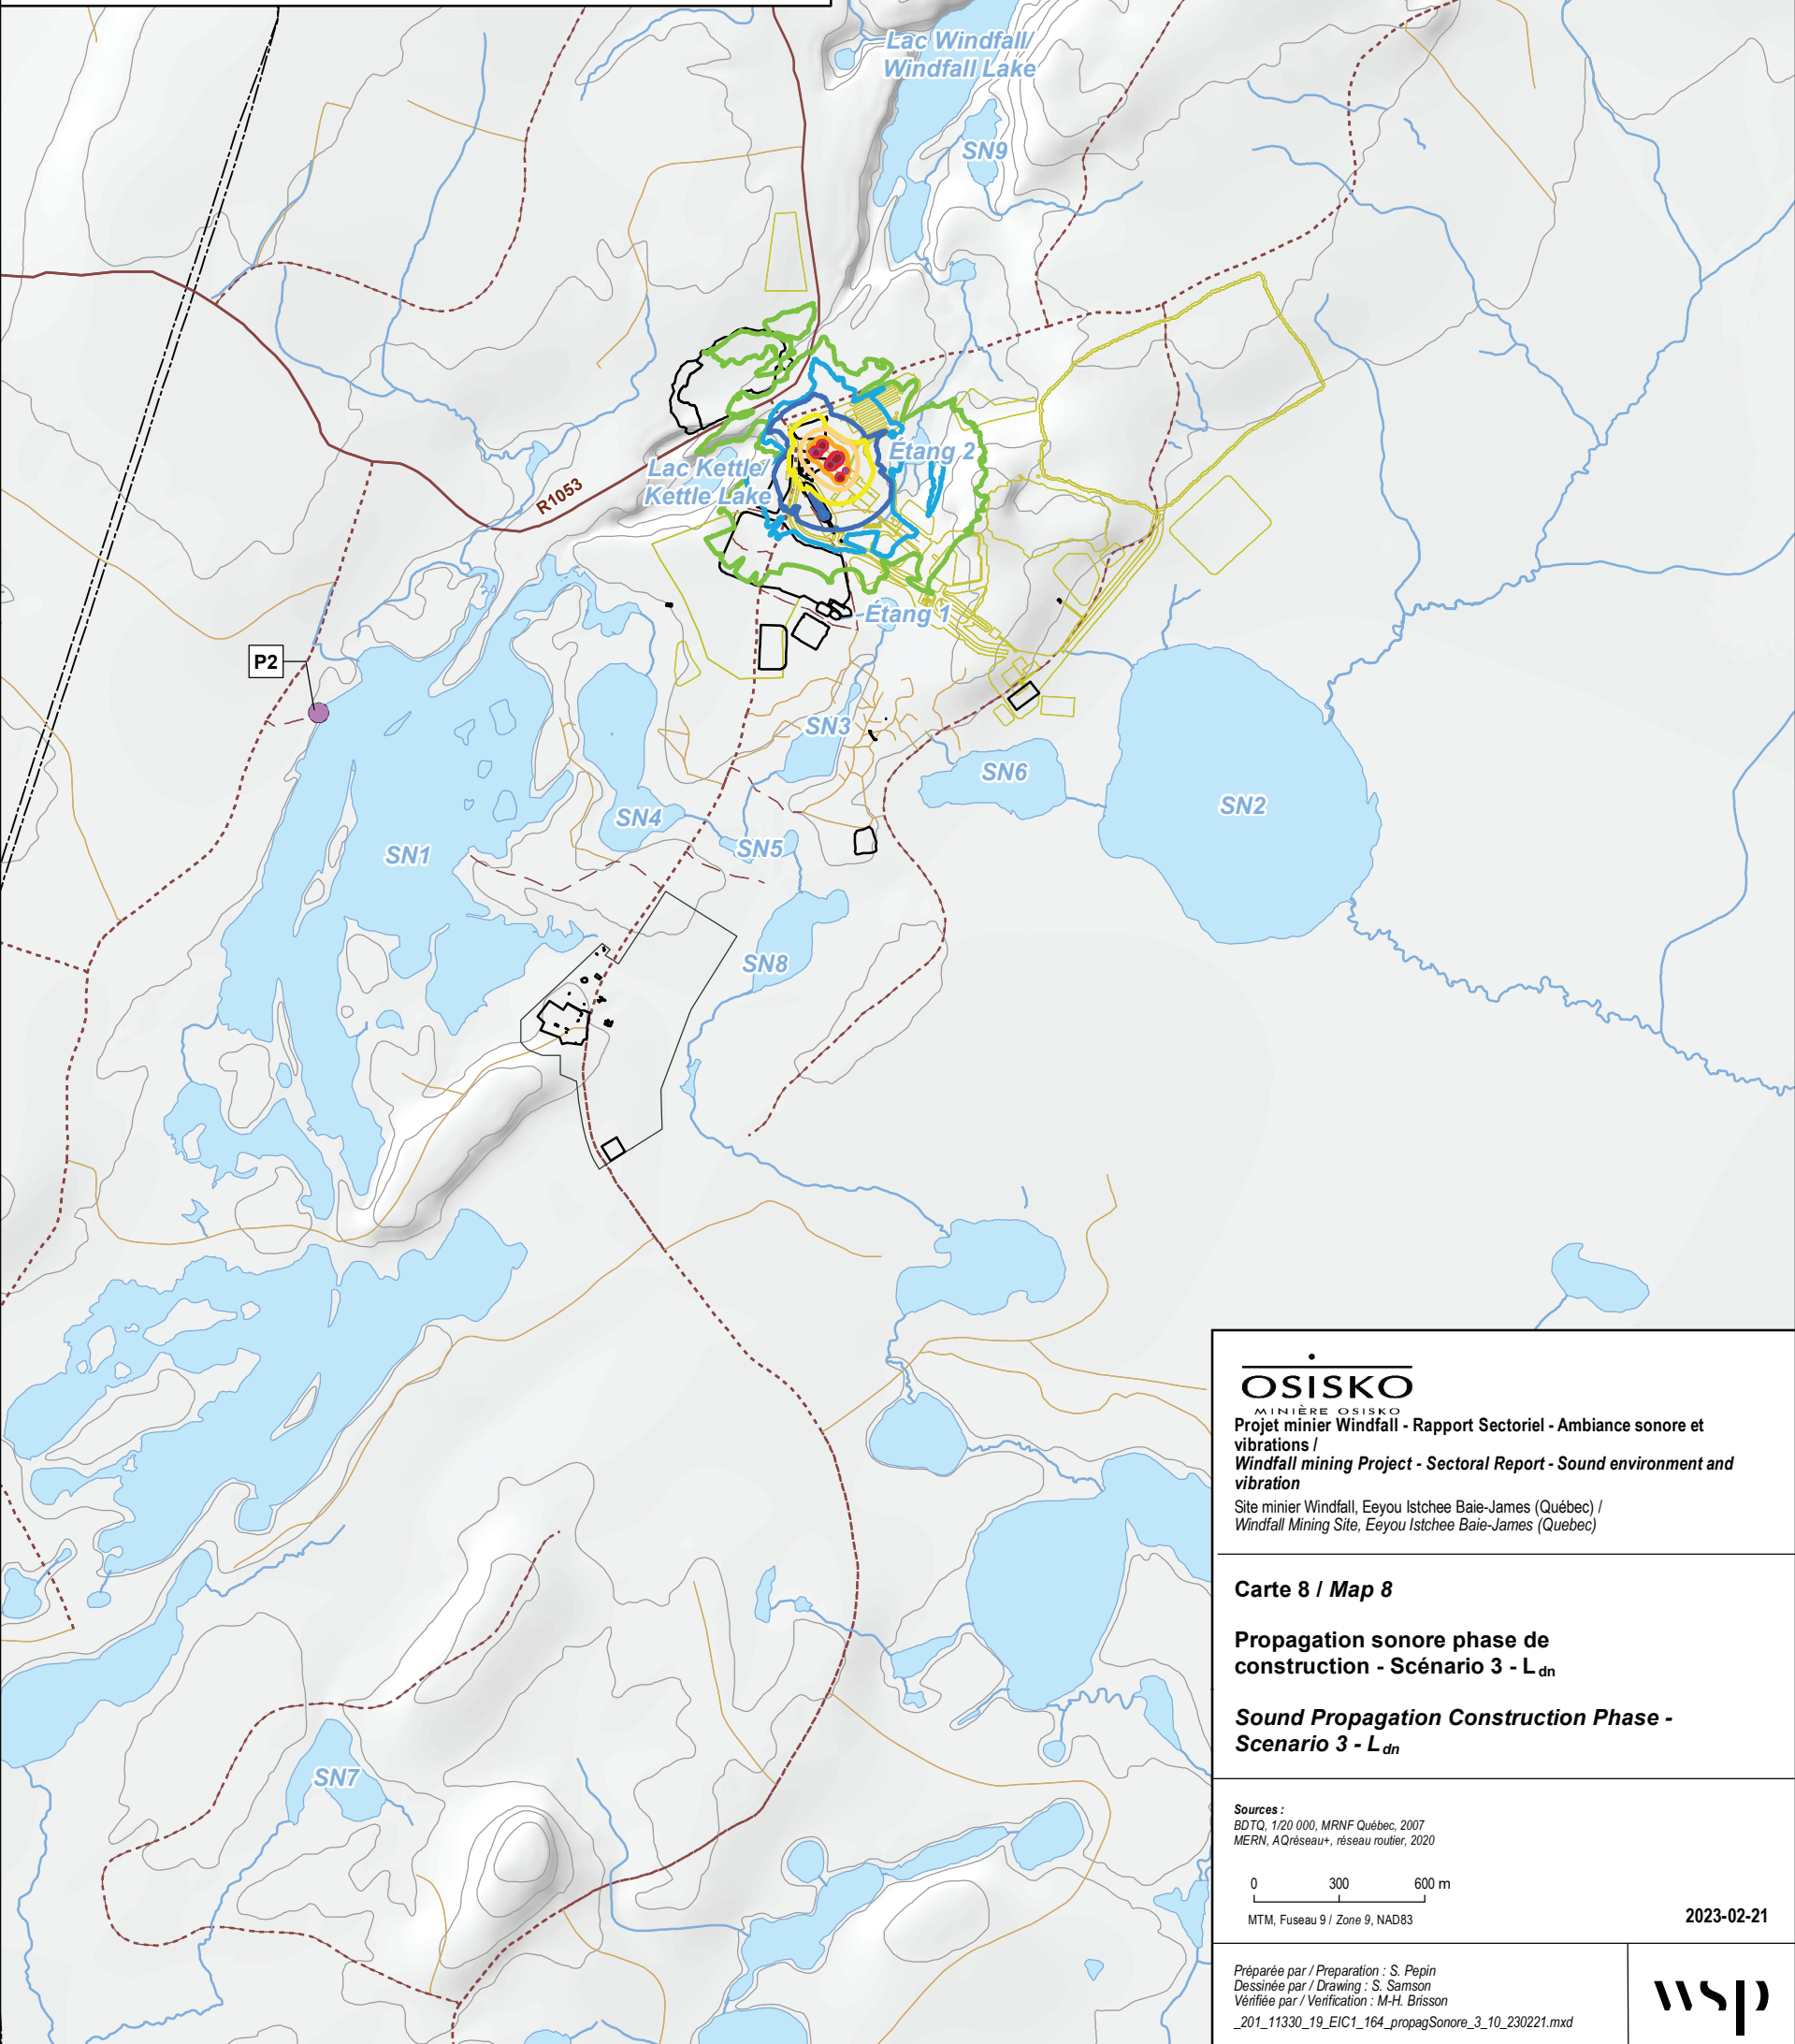 Lac Windfall/
Windfall Lake
SN9
Étang 2
Lac Kettle/
Kettle Lake
R1053
Étang 1
P2
SN3
SN6
SN2
SN4
SN5
SN1
SN8
SN7
OSISKO
MINIÈRE OSISKO
Projet minier Windfall - Rapport Sectoriel - Ambiance sonore et
vibrations /
Windfall mining Project - Sectoral Report - Sound environment and
vibration
Site minier Windfall, Eeyou Istchee Baie-James (Québec) /
Windfall Mining Site, Eeyou Istchee Baie-James (Quebec)
Carte 8 / Map 8
Propagation sonore phase de
construction - Scénario 3 - Ldn
Sound Propagation Construction Phase -
Scenario 3 - Ldn
Sources :
BDTQ, 1/20 000, MRNF Québec, 2007
MERN, AQréseau+, réseau routier, 2020
0 300 600 m
MTM, Fuseau 9 / Zone 9, NAD83
2023-02-21
Préparée par / Preparation : S. Pepin
Dessinée par / Drawing : S. Samson
Vérifiée par / Verification : M-H. Brisson
_201_11330_19_EIC1_164_propagSonore_3_10_230221.mxd
wsp